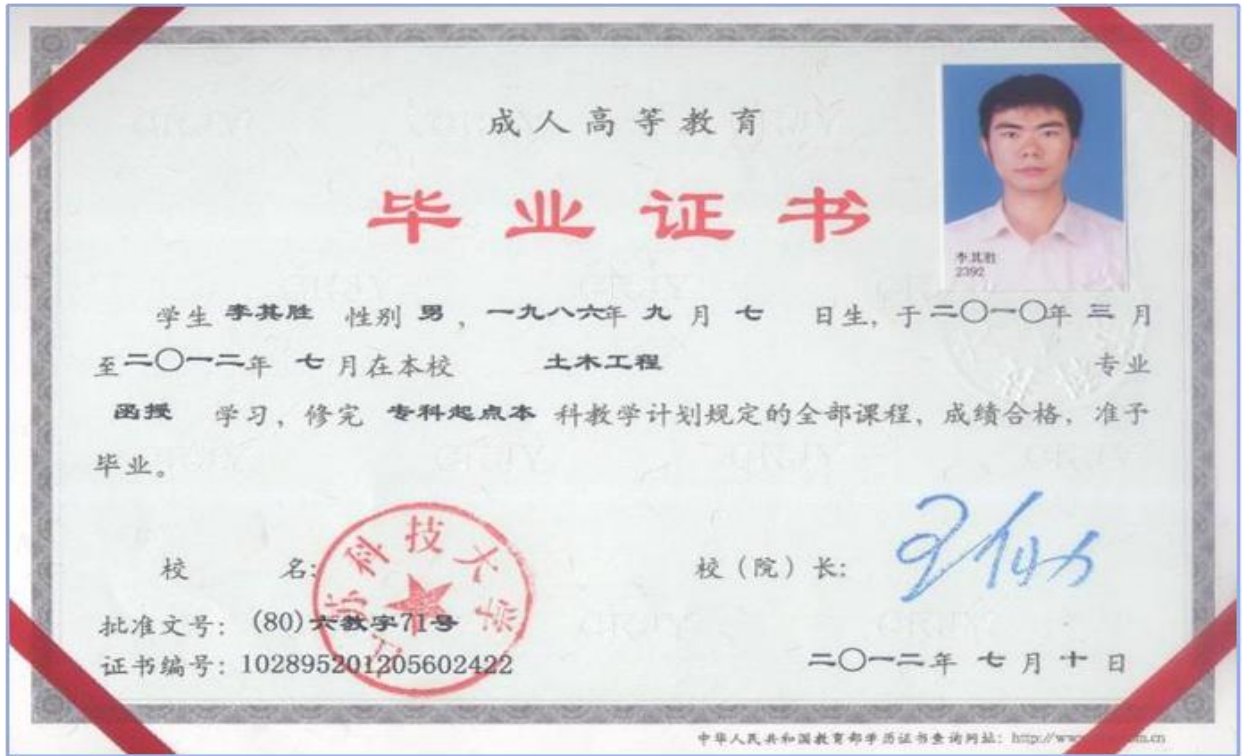 成人高等教育
毕业证书
李其胜
2392
学生 李其胜 性别 男，一九八六年 九 月 七 日生，于二〇一〇年 三 月
至二〇一二年 七 月在本校 土木工程 专业
函授 学习，修完 专科起点本 科教学计划规定的全部课程，成绩合格，准予
毕业。
江苏科技大学
校 名： 校（院）长：
批准文号：(80)六教字71号
证书编号：102895201205602422 二〇一二年 七 月 十 日
中华人民共和国教育部学历证书查询网址：http://www